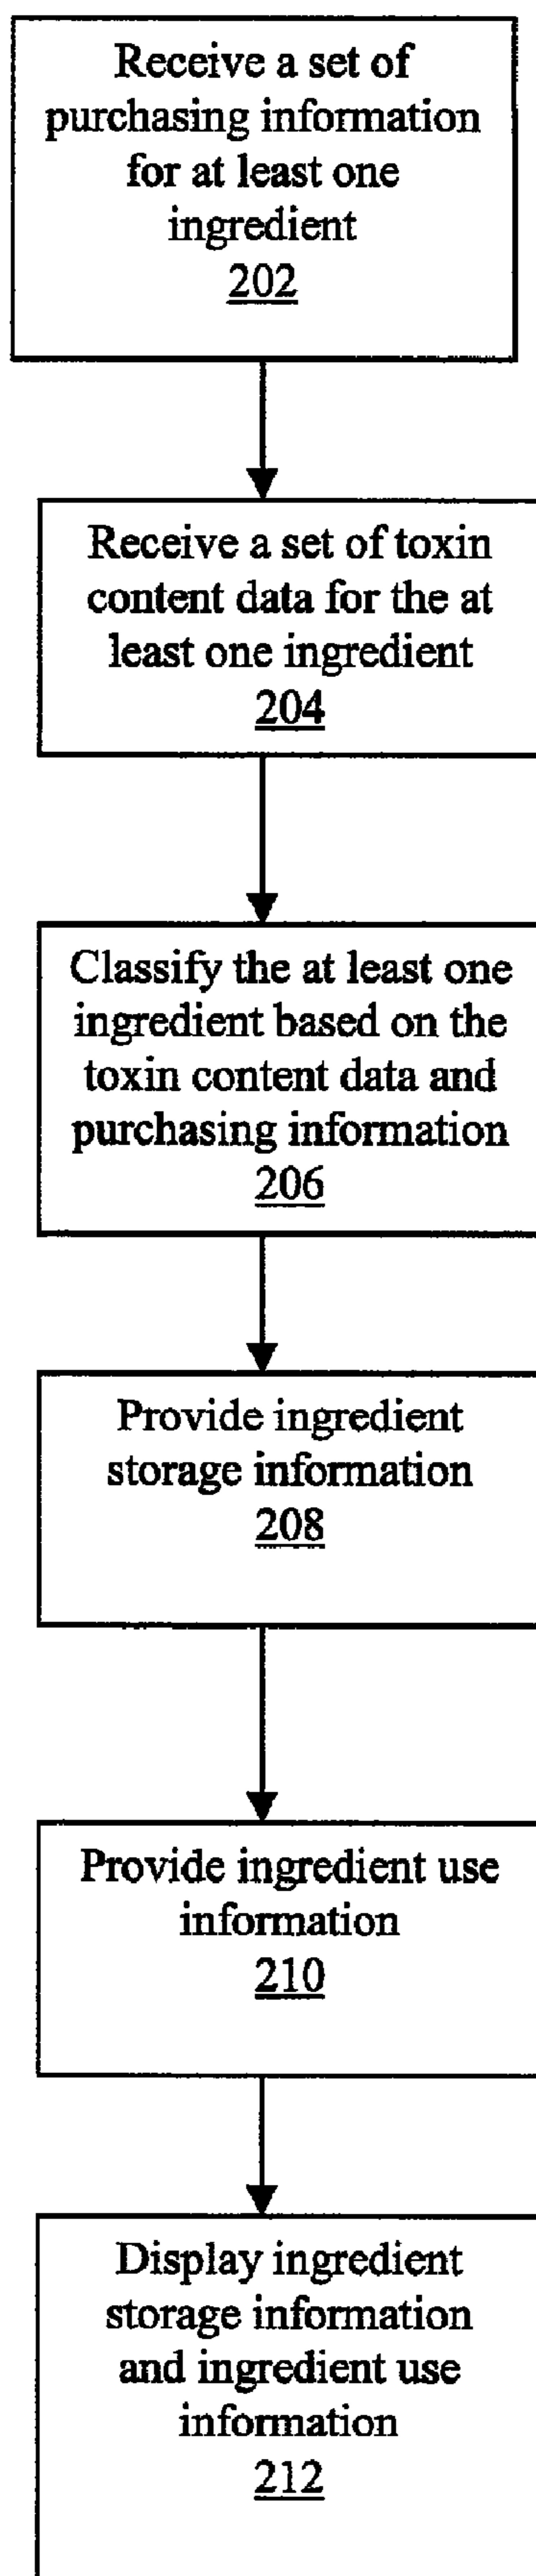 Receive a set of
purchasing information
for at least one
ingredient
202
Receive a set of toxin
content data for the at
least one ingredient
204
Classify the at least one
ingredient based on the
toxin content data and
purchasing information
206
Provide ingredient
storage information
208
Provide ingredient use
information
210
Display ingredient
storage information
and ingredient use
information
212